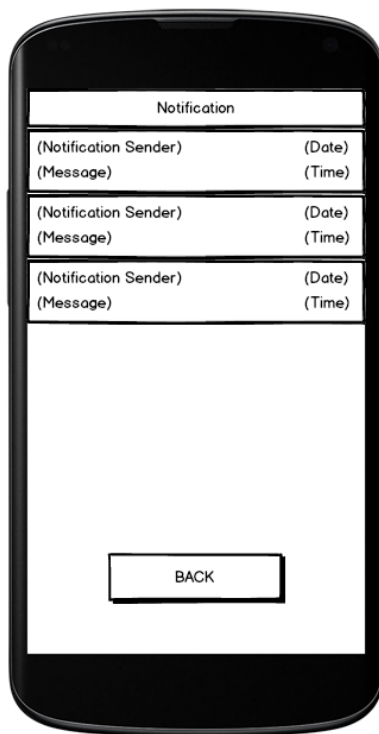 Notification
(Notification Sender) (Date)
(Message) (Time)
(Notification Sender) (Date)
(Message) (Time)
(Notification Sender) (Date)
(Message) (Time)
BACK